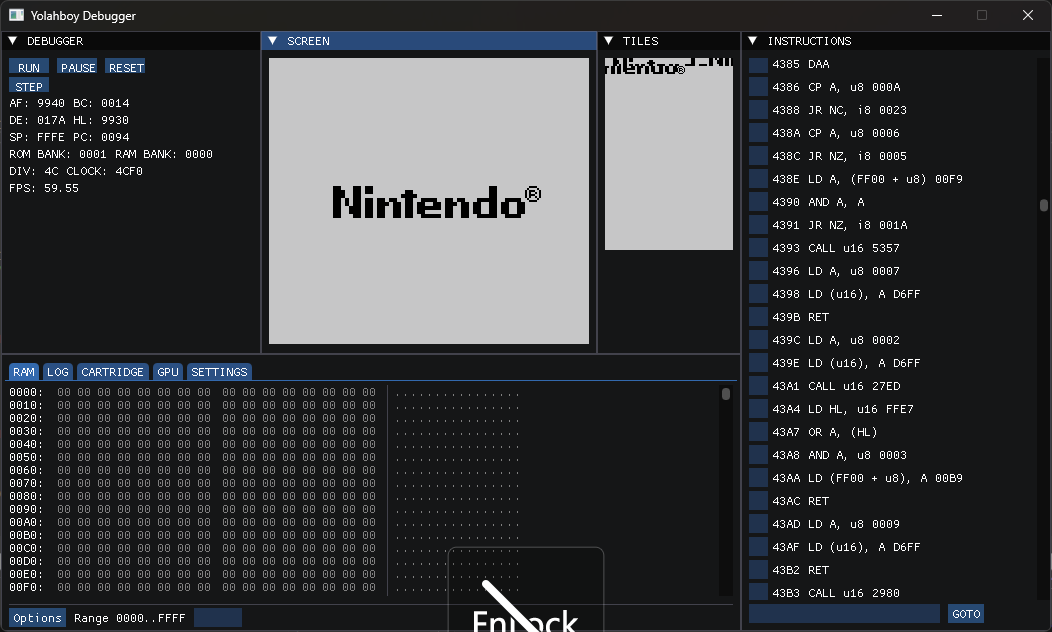 Yolahboy Debugger
DEBUGGER
RUN PAUSE RESET
STEP
AF: 9940 BC: 0014
DE: 017A HL: 9930
SP: FFFE PC: 0094
ROM BANK: 0001 RAM BANK: 0000
DIV: 4C CLOCK: 4CF0
FPS: 59.55
SCREEN
Nintendo®
TILES
INSTRUCTIONS
4385 DAA
4386 CP A, u8 000A
4388 JR NC, i8 0023
438A CP A, u8 0006
438C JR NZ, i8 0005
438E LD A, (FF00 + u8) 00F9
4390 AND A, A
4391 JR NZ, i8 001A
4393 CALL u16 5357
4396 LD A, u8 0007
4398 LD (u16), A D6FF
439B RET
439C LD A, u8 0002
439E LD (u16), A D6FF
43A1 CALL u16 27ED
43A4 LD HL, u16 FFE7
43A7 OR A, (HL)
43A8 AND A, u8 0003
43AA LD (FF00 + u8), A 00B9
43AC RET
43AD LD A, u8 0009
43AF LD (u16), A D6FF
43B2 RET
43B3 CALL u16 2980
GOTO
RAM LOG CARTRIDGE GPU SETTINGS
0000: 00 00 00 00 00 00 00 00 00 00 00 00 00 00 00 00 ................
0010: 00 00 00 00 00 00 00 00 00 00 00 00 00 00 00 00 ................
0020: 00 00 00 00 00 00 00 00 00 00 00 00 00 00 00 00 ................
0030: 00 00 00 00 00 00 00 00 00 00 00 00 00 00 00 00 ................
0040: 00 00 00 00 00 00 00 00 00 00 00 00 00 00 00 00 ................
0050: 00 00 00 00 00 00 00 00 00 00 00 00 00 00 00 00 ................
0060: 00 00 00 00 00 00 00 00 00 00 00 00 00 00 00 00 ................
0070: 00 00 00 00 00 00 00 00 00 00 00 00 00 00 00 00 ................
0080: 00 00 00 00 00 00 00 00 00 00 00 00 00 00 00 00 ................
0090: 00 00 00 00 00 00 00 00 00 00 00 00 00 00 00 00 ................
00A0: 00 00 00 00 00 00 00 00 00 00 00 00 00 00 00 00 ................
00B0: 00 00 00 00 00 00 00 00 00 00 00 00 00 00 00 00 ................
00C0: 00 00 00 00 00 00 00 00 00 00 00 00 00 00 00 00 ................
00D0: 00 00 00 00 00 00 00 00 00 00 00 00 00 00 00 00 ................
00E0: 00 00 00 00 00 00 00 00 00 00 00 00 00 00 00 00 ................
00F0: 00 00 00 00 00 00 00 00 00 00 00 00 00 00 00 00 ................
Options Range 0000..FFFF